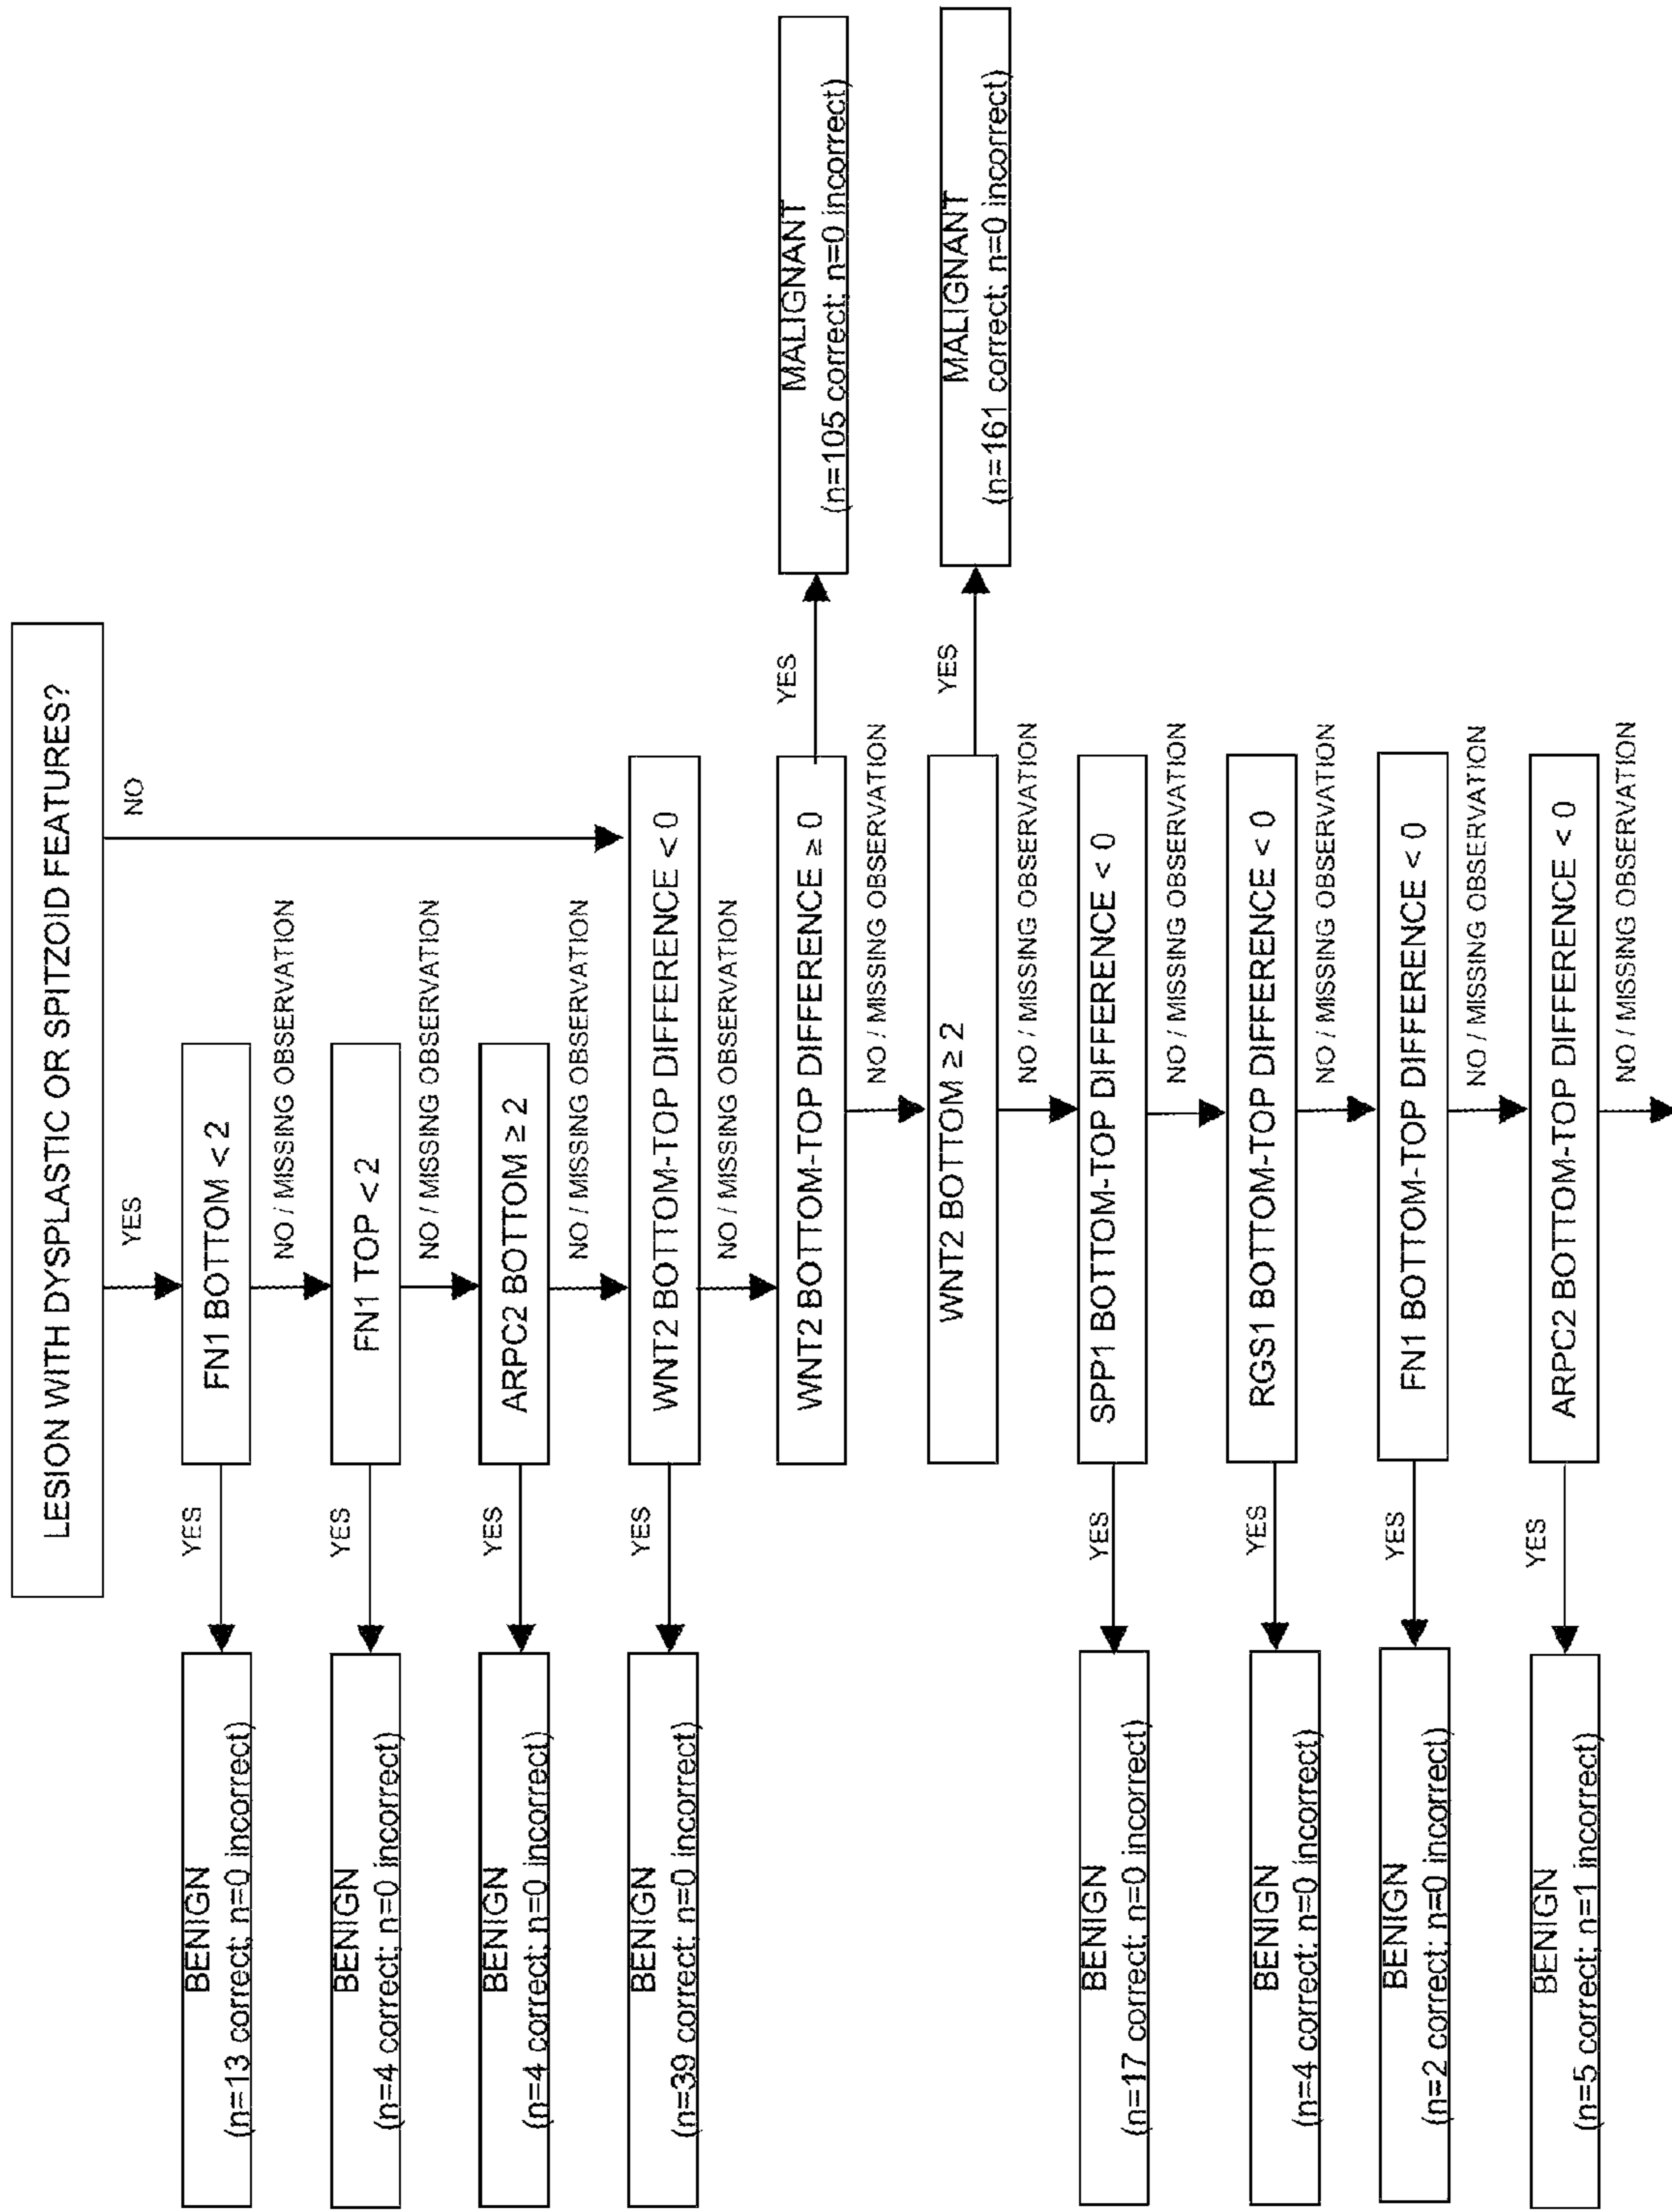 LESION WITH DYSPLASTIC OR SPITZOID FEATURES?
YES
NO
FN1 BOTTOM < 2
YES
BENIGN
(n=13 correct; n=0 incorrect)
NO / MISSING OBSERVATION
FN1 TOP < 2
YES
BENIGN
(n=4 correct; n=0 incorrect)
NO / MISSING OBSERVATION
ARPC2 BOTTOM ≥ 2
YES
BENIGN
(n=4 correct; n=0 incorrect)
NO / MISSING OBSERVATION
WNT2 BOTTOM-TOP DIFFERENCE < 0
YES
BENIGN
(n=39 correct; n=0 incorrect)
NO / MISSING OBSERVATION
WNT2 BOTTOM-TOP DIFFERENCE ≥ 0
YES
MALIGNANT
(n=105 correct; n=0 incorrect)
NO / MISSING OBSERVATION
WNT2 BOTTOM ≥ 2
YES
MALIGNANT
(n=161 correct; n=0 incorrect)
NO / MISSING OBSERVATION
SPP1 BOTTOM-TOP DIFFERENCE < 0
YES
BENIGN
(n=17 correct; n=0 incorrect)
NO / MISSING OBSERVATION
RGS1 BOTTOM-TOP DIFFERENCE < 0
YES
BENIGN
(n=4 correct; n=0 incorrect)
NO / MISSING OBSERVATION
FN1 BOTTOM-TOP DIFFERENCE < 0
YES
BENIGN
(n=2 correct; n=0 incorrect)
NO / MISSING OBSERVATION
ARPC2 BOTTOM-TOP DIFFERENCE < 0
YES
BENIGN
(n=5 correct; n=1 incorrect)
NO / MISSING OBSERVATION